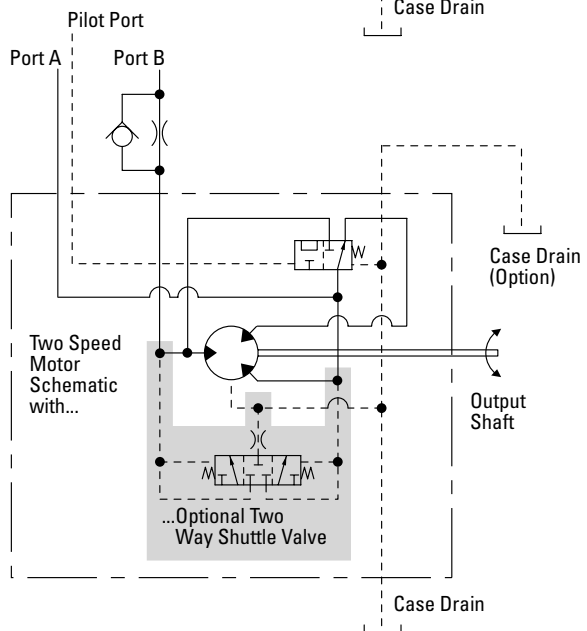 Case Drain
Pilot Port
Port A
Port B
Case Drain
(Option)
Two Speed
Motor
Schematic
with...
Output
Shaft
...Optional Two
Way Shuttle Valve
Case Drain